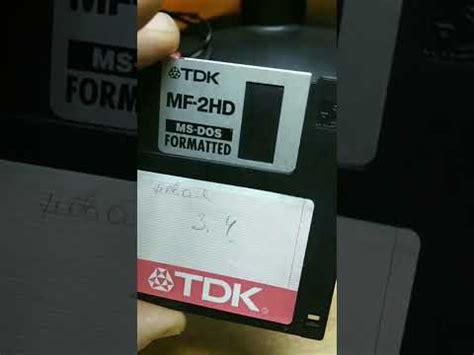 TDK
MF-2HD
MS-DOS
FORMATTED
3.4
TDK